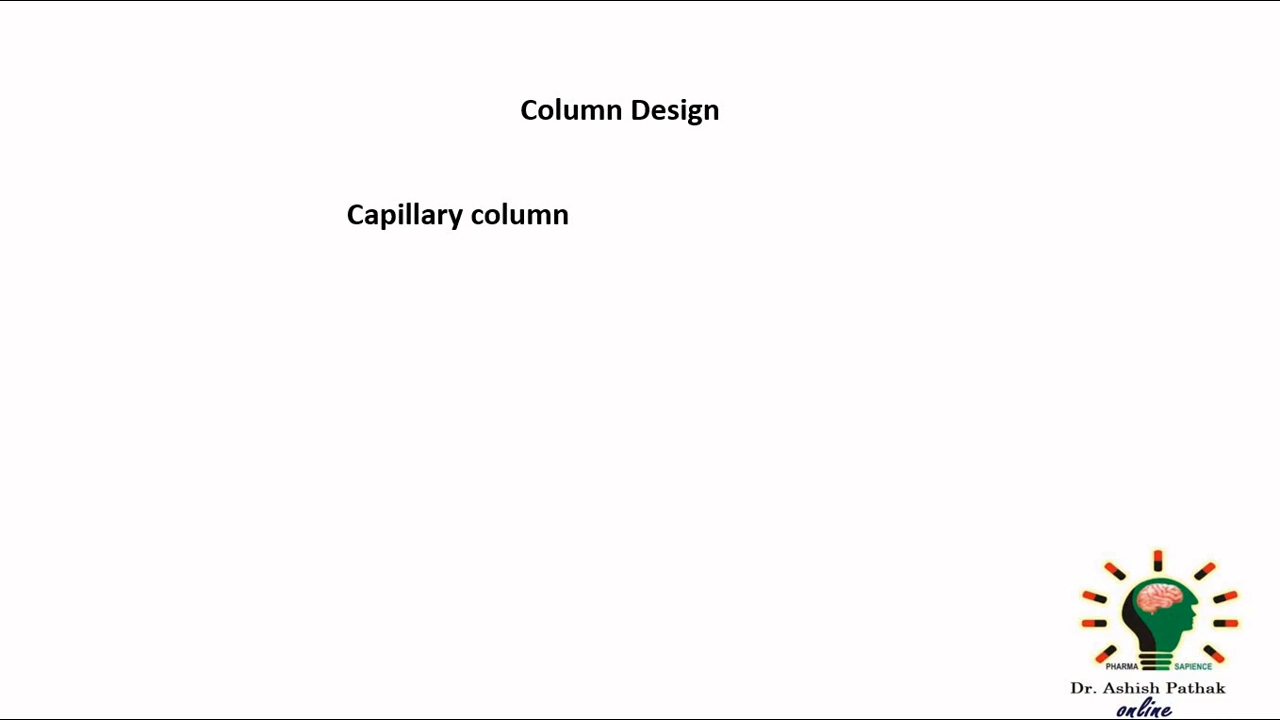 Column Design
Capillary column
PHARMA SAPIENCE
Dr. Ashish Pathak
online